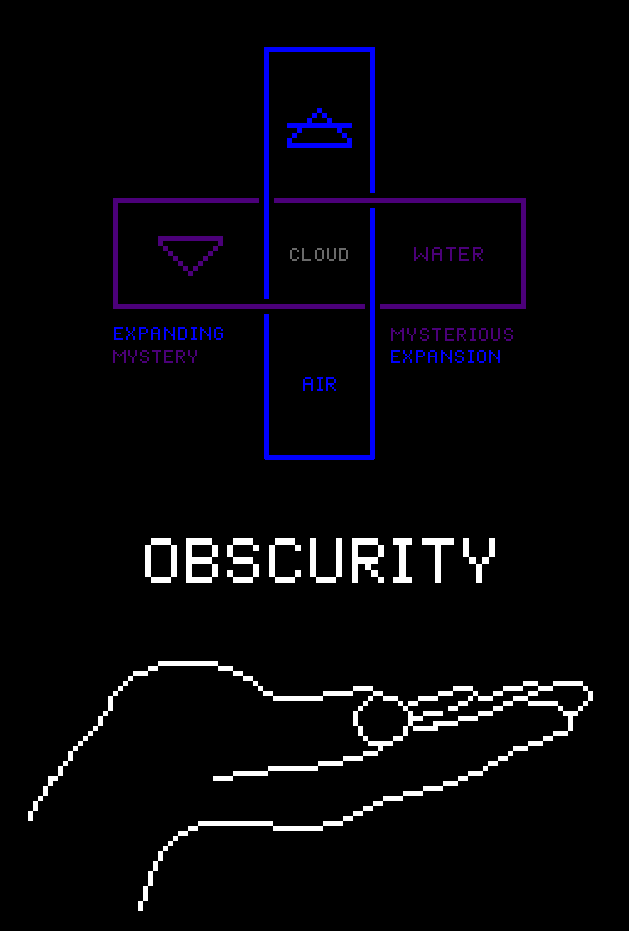 CLOUD
WATER
EXPANDING
MYSTERY
MYSTERIOUS
EXPANSION
AIR
OBSCURITY